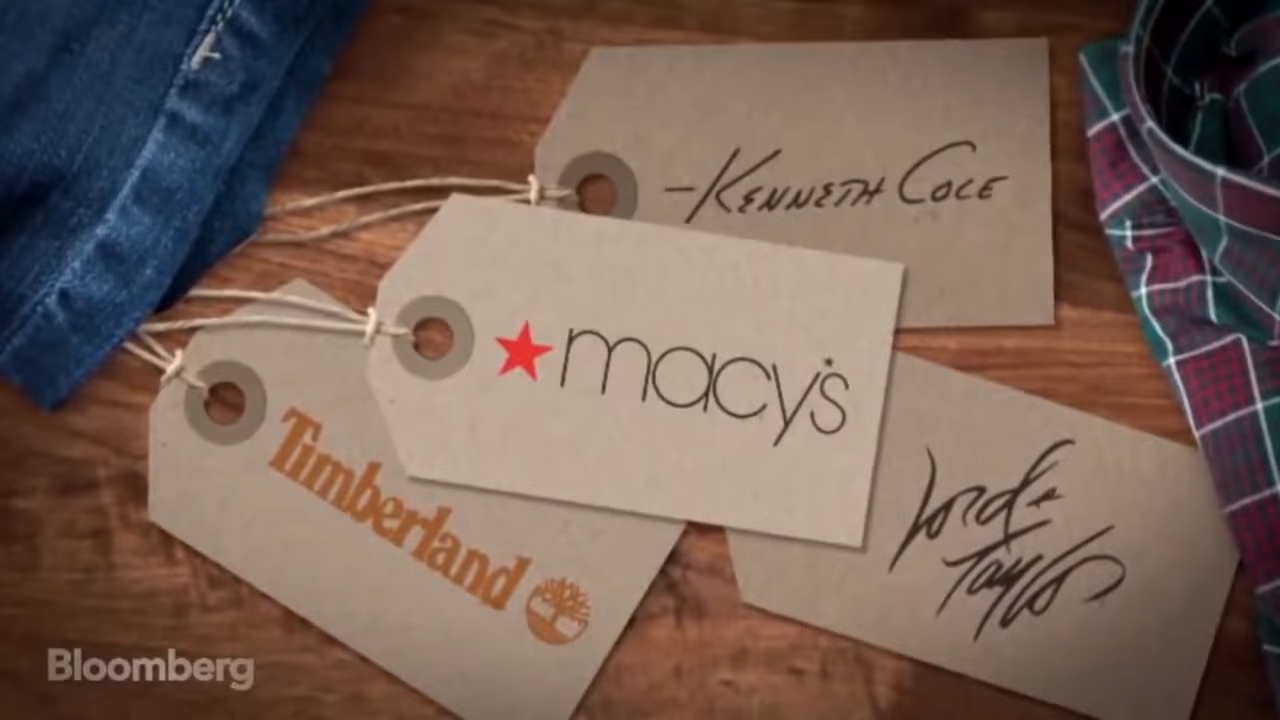 –KENNETH COLE
macy's
Timberland
Lord & Taylor
Bloomberg